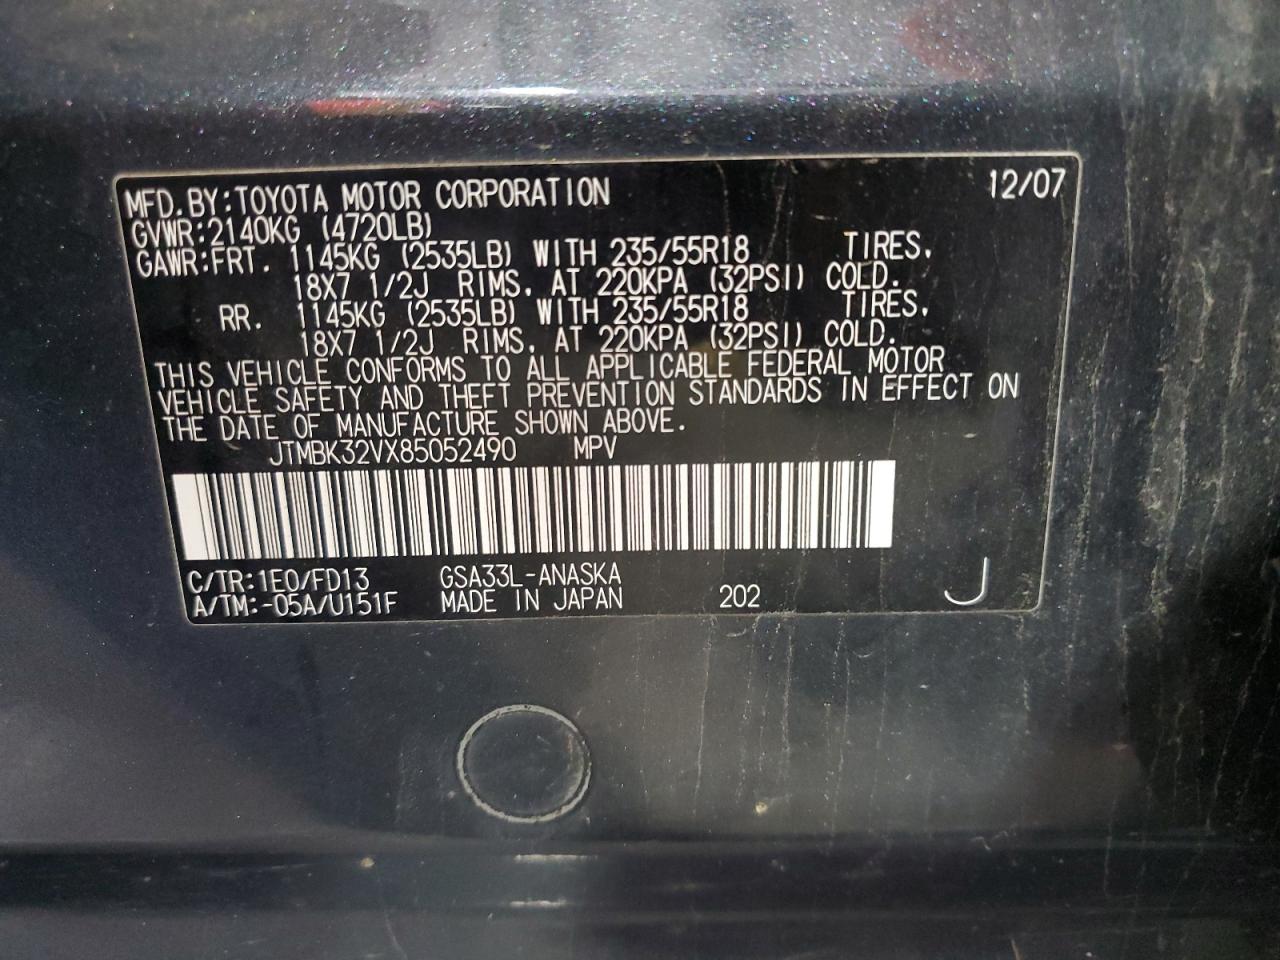 MFD.BY:TOYOTA MOTOR CORPORATION 12/07
GVWR:2140KG (4720LB)
GAWR:FRT. 1145KG (2535LB) WITH 235/55R18 TIRES,
18X7 1/2J RIMS, AT 220KPA (32PSI) COLD.
RR. 1145KG (2535LB) WITH 235/55R18 TIRES,
18X7 1/2J RIMS, AT 220KPA (32PSI) COLD.
THIS VEHICLE CONFORMS TO ALL APPLICABLE FEDERAL MOTOR
VEHICLE SAFETY AND THEFT PREVENTION STANDARDS IN EFFECT ON
THE DATE OF MANUFACTURE SHOWN ABOVE.
JTMBK32VX85052490 MPV
C/TR:1E0/FD13 GSA33L-ANASKA
A/TM:-05A/U151F MADE IN JAPAN 202 J